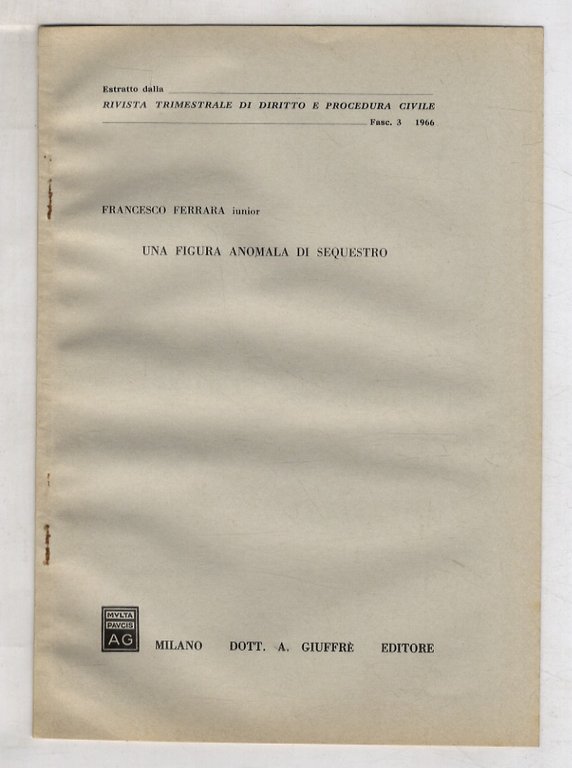 Estratto dalla
RIVISTA TRIMESTRALE DI DIRITTO E PROCEDURA CIVILE
Fasc. 3 1966
FRANCESCO FERRARA iunior
UNA FIGURA ANOMALA DI SEQUESTRO
MVLTA
PAVCIS
AG
MILANO DOTT. A. GIUFFRÈ EDITORE